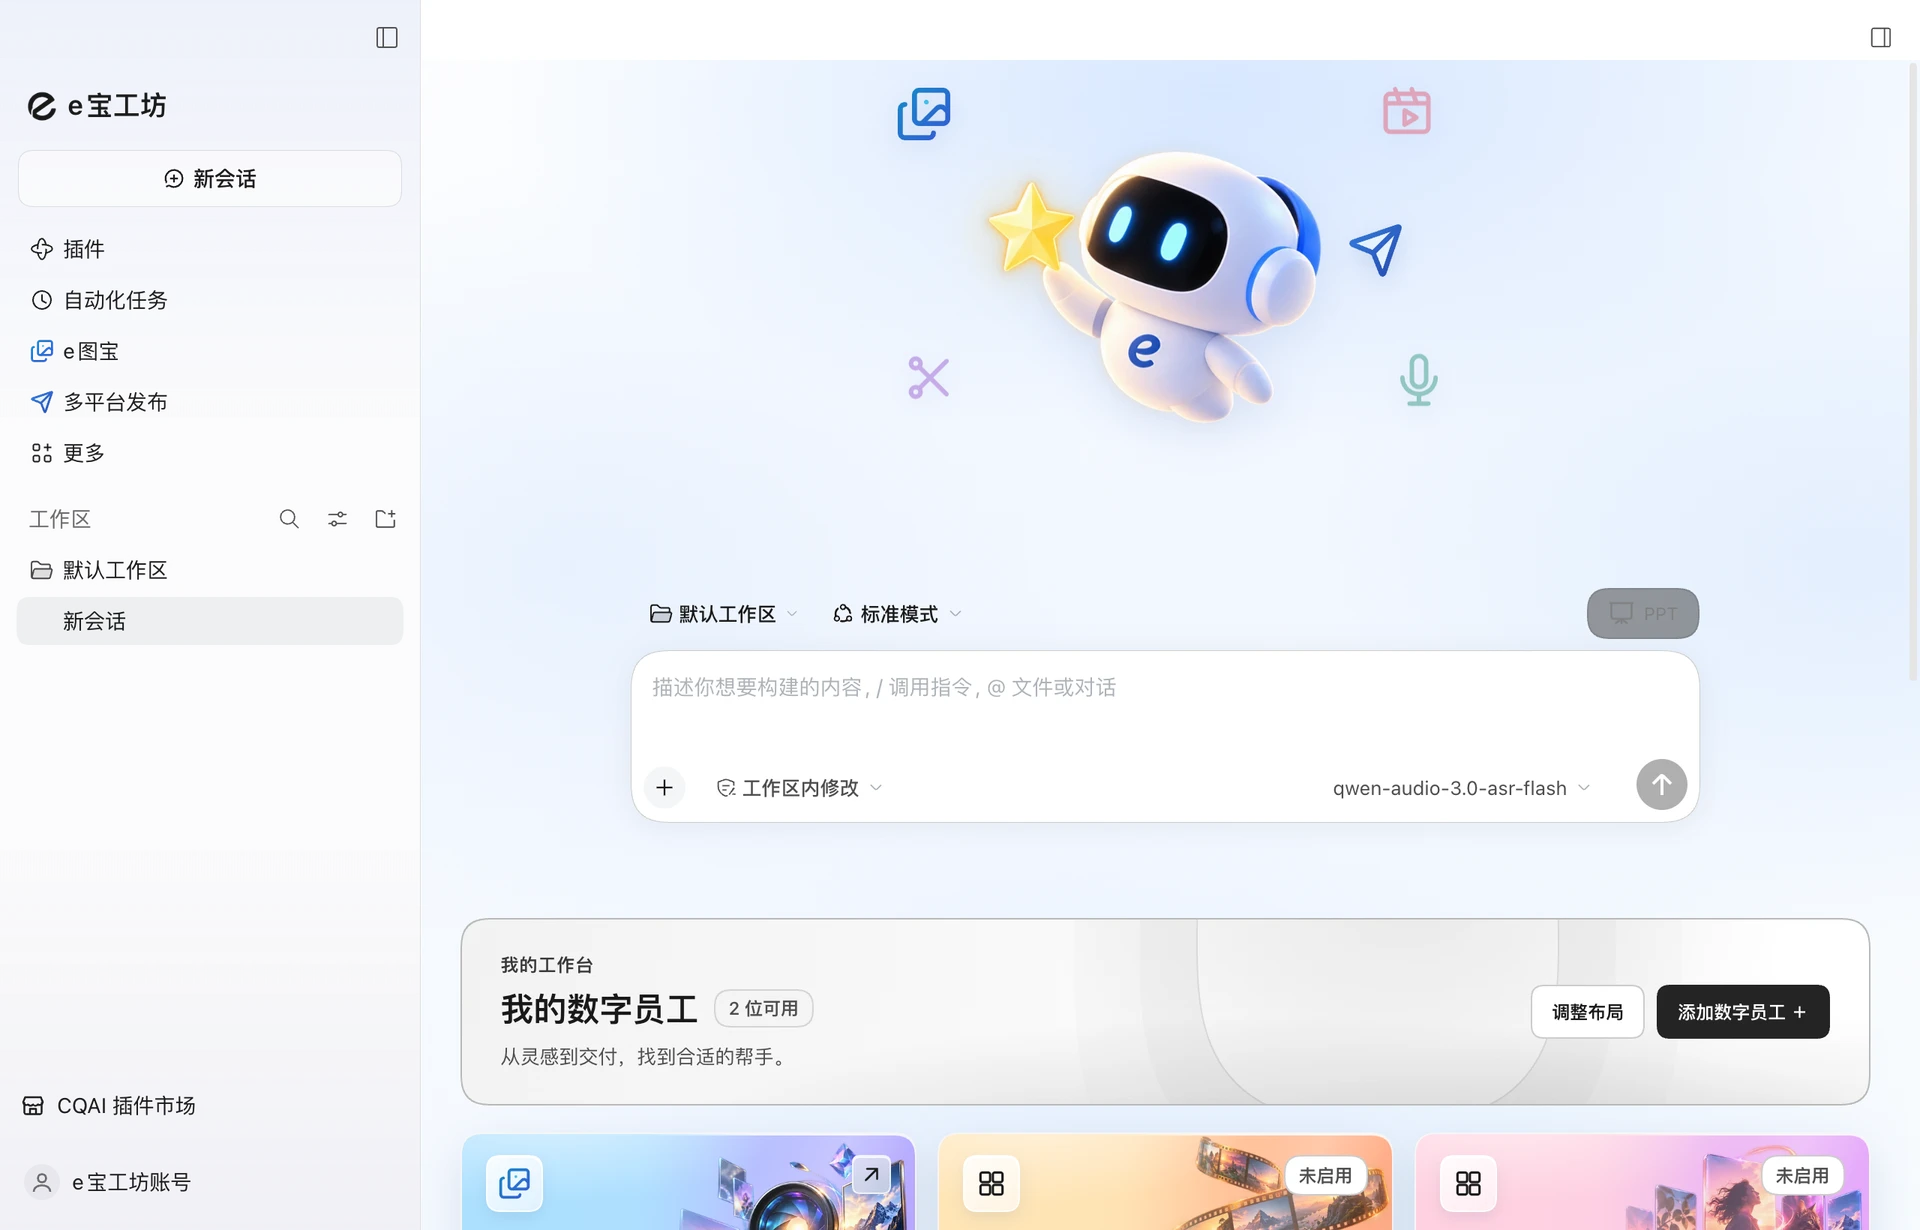 e宝工坊
新会话
插件
自动化任务
e图宝
多平台发布
更多
工作区
默认工作区
新会话
CQAI 插件市场
e宝工坊账号
e
默认工作区
标准模式
PPT
描述你想要构建的内容, / 调用指令, @ 文件或对话
工作区内修改
qwen-audio-3.0-asr-flash
我的工作台
我的数字员工
2 位可用
从灵感到交付，找到合适的帮手。
调整布局
添加数字员工 +
未启用
未启用